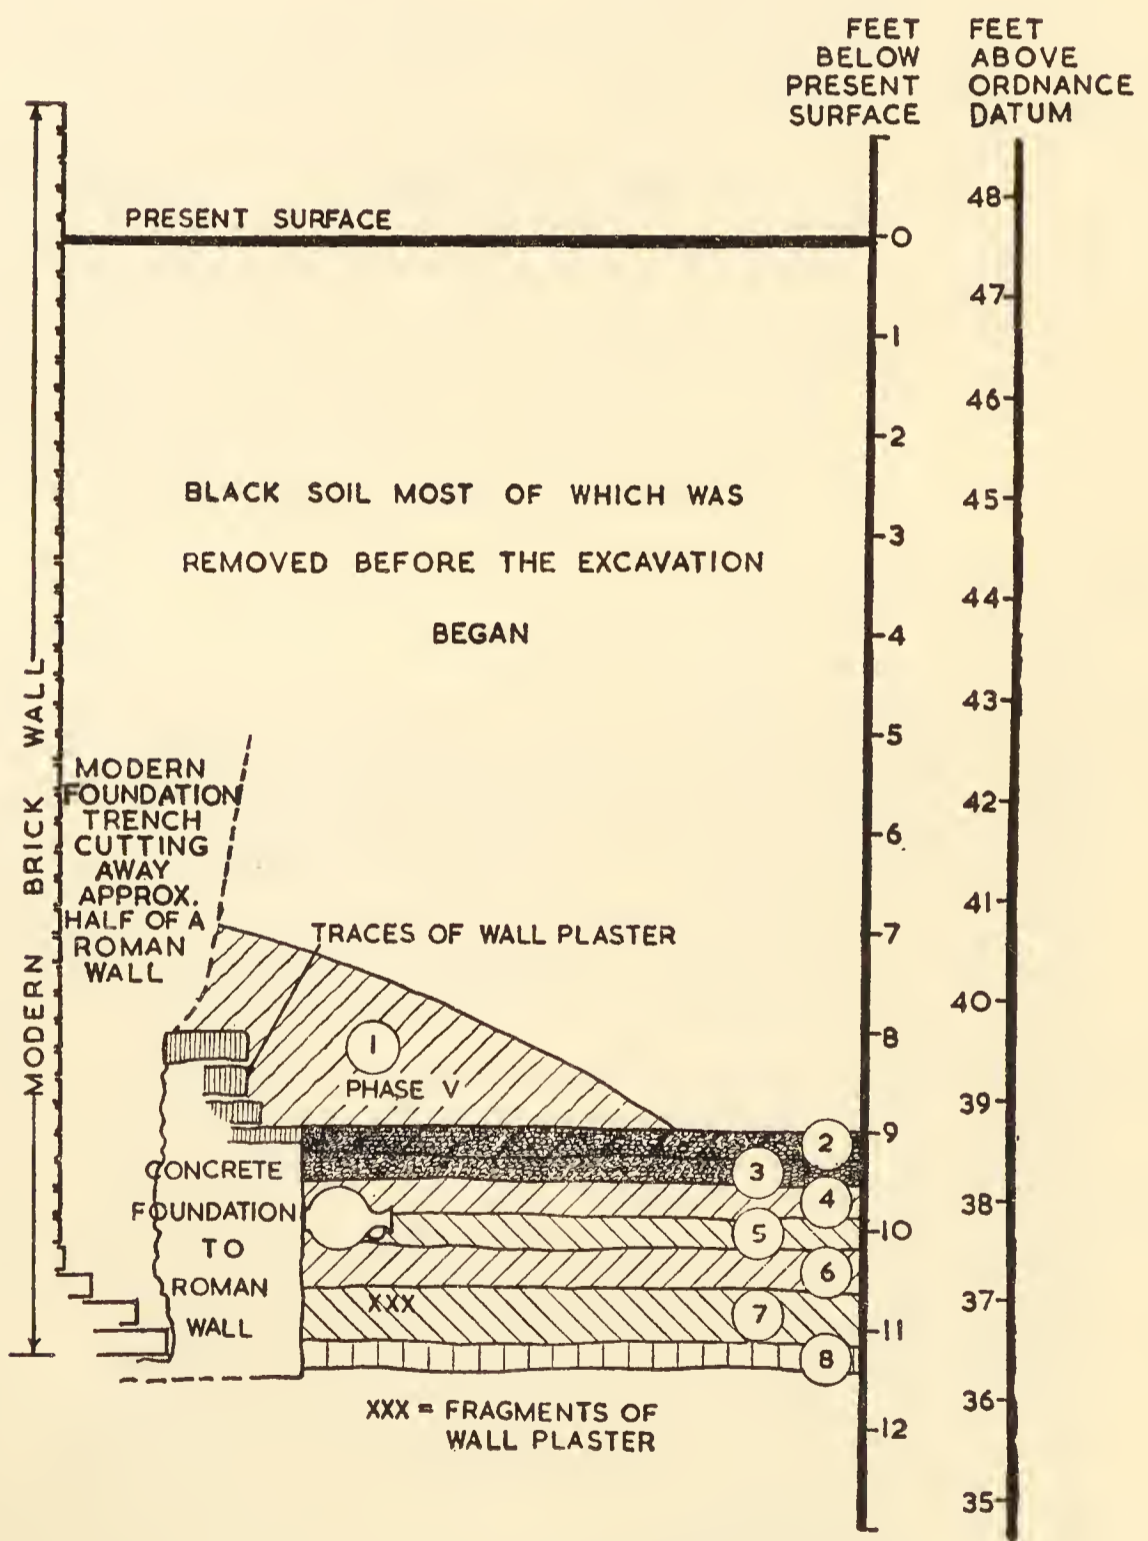 FEET
BELOW
PRESENT
SURFACE
FEET
ABOVE
ORDNANCE
DATUM
PRESENT SURFACE
0
1
2
3
4
5
6
7
8
9
10
11
12
48
47
46
45
44
43
42
41
40
39
38
37
36
35
BLACK SOIL MOST OF WHICH WAS
REMOVED BEFORE THE EXCAVATION
BEGAN
MODERN BRICK WALL
MODERN
FOUNDATION
TRENCH
CUTTING
AWAY
APPROX.
HALF OF A
ROMAN
WALL
TRACES OF WALL PLASTER
1
PHASE V
2
3
4
5
6
7
8
CONCRETE
FOUNDATION
TO
ROMAN
WALL
XXX
XXX = FRAGMENTS OF
WALL PLASTER